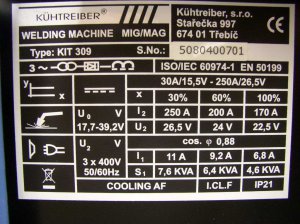 KÜHTREIBER
Kühtreiber, s.r.o.
Stařečka 997
674 01 Třebíč
WELDING MACHINE MIG/MAG
Type: KIT 309
S.No.: 5080400701
3 ~
ISO/IEC 60974-1 EN 50199
30A/15,5V - 250A/26,5V
X 30% 60% 100%
U0 V I2 250 A 200 A 170 A
17,7-39,2V U2 26,5 V 24 V 22,5 V
U2 V cos. φ 0,88
3 x 400V I1 11 A 9,2 A 6,8 A
50/60Hz S1 7,6 KVA 6,4 KVA 4,6 KVA
COOLING AF I.CL.F IP21